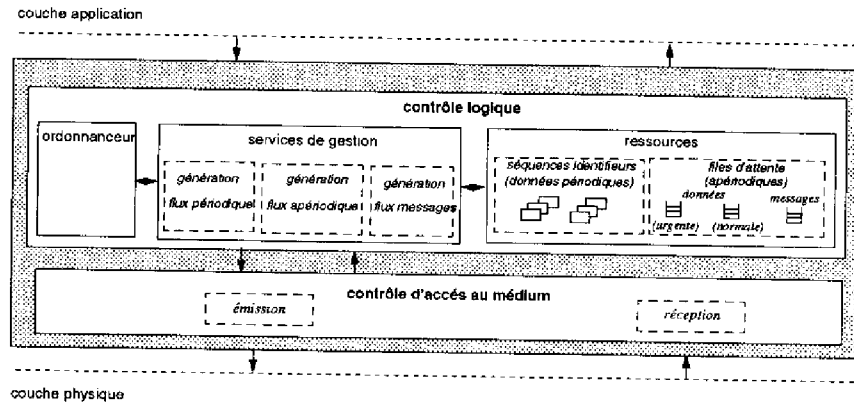 couche application
contrôle logique
ordonnanceur
services de gestion
ressources
génération
flux périodique
génération
flux apériodique
génération
flux messages
séquences identifieurs
(données périodiques)
files d'attente
(apériodiques)
données
messages
(urgente)
(normale)
contrôle d'accés au médium
émission
réception
couche physique